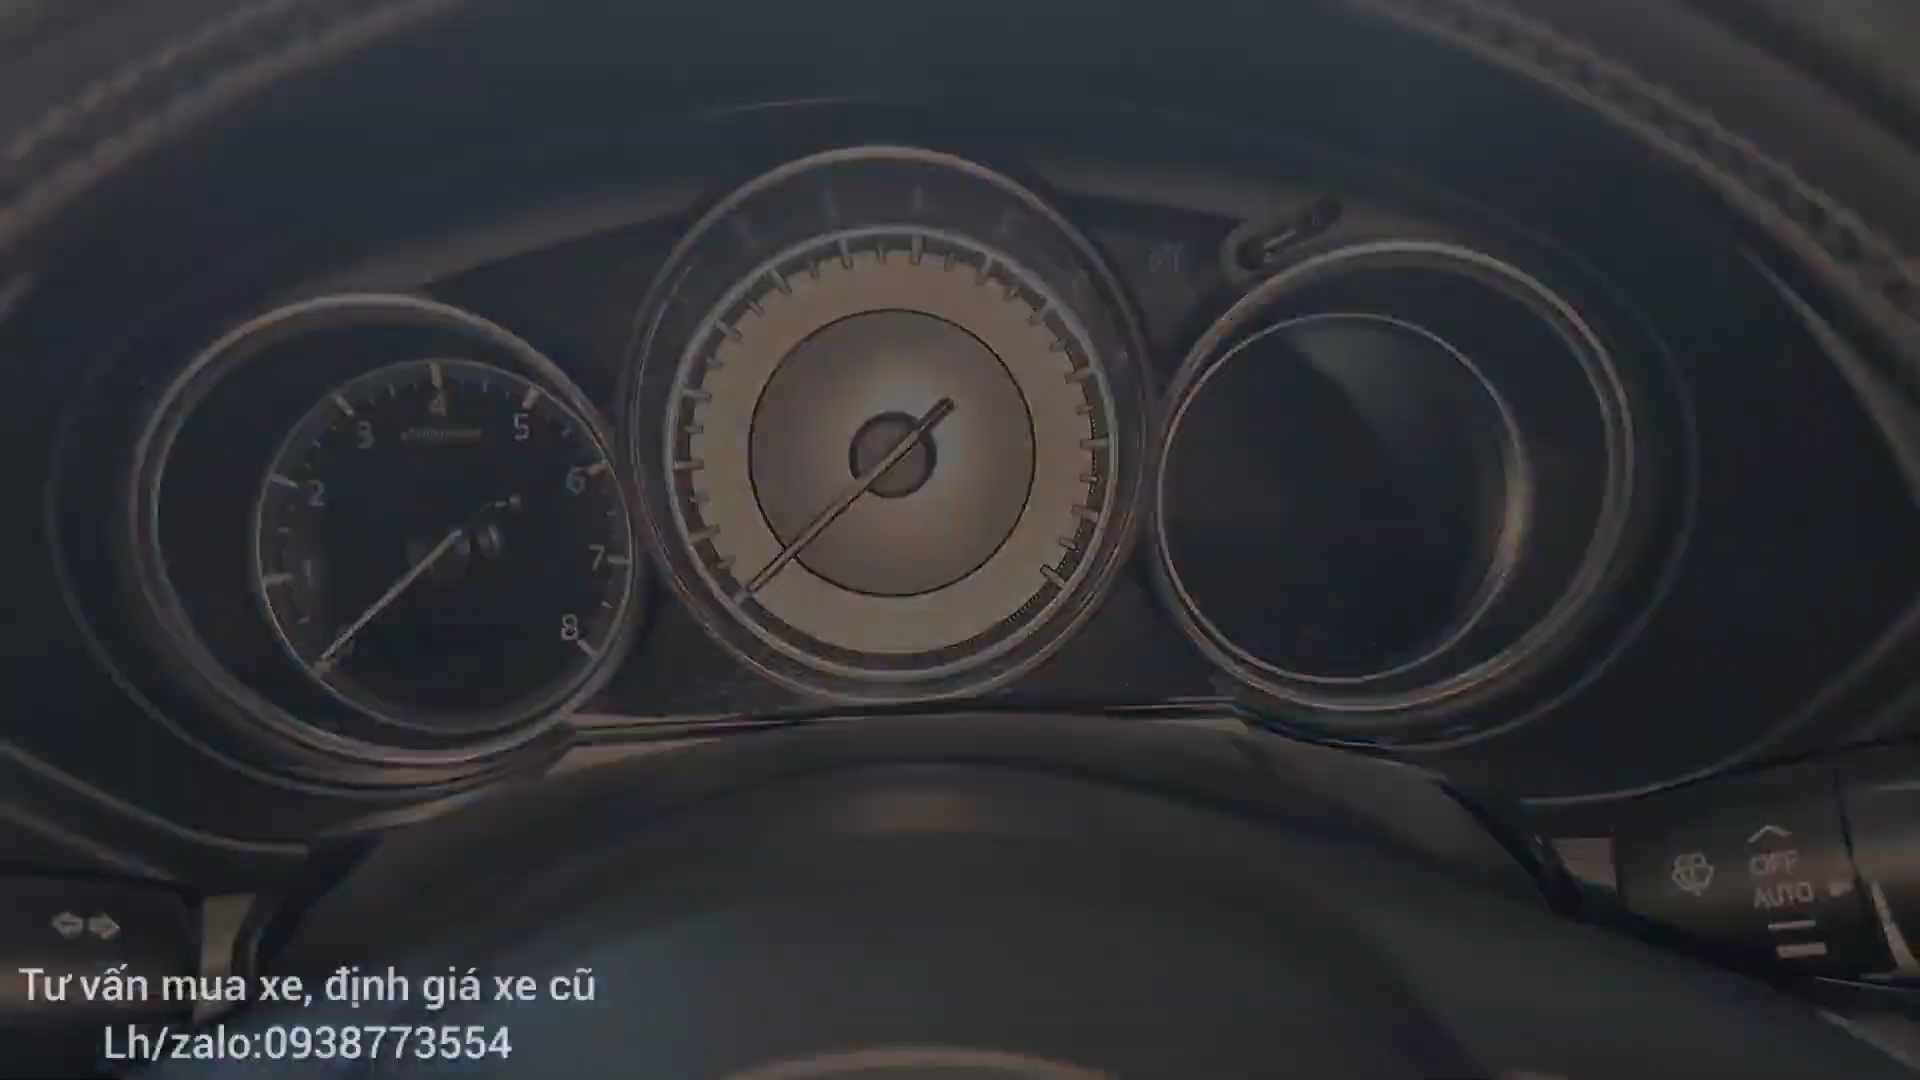 1
2
3
4
5
6
7
8
OFF
AUTO
Tư vấn mua xe, định giá xe cũ
Lh/zalo:0938773554